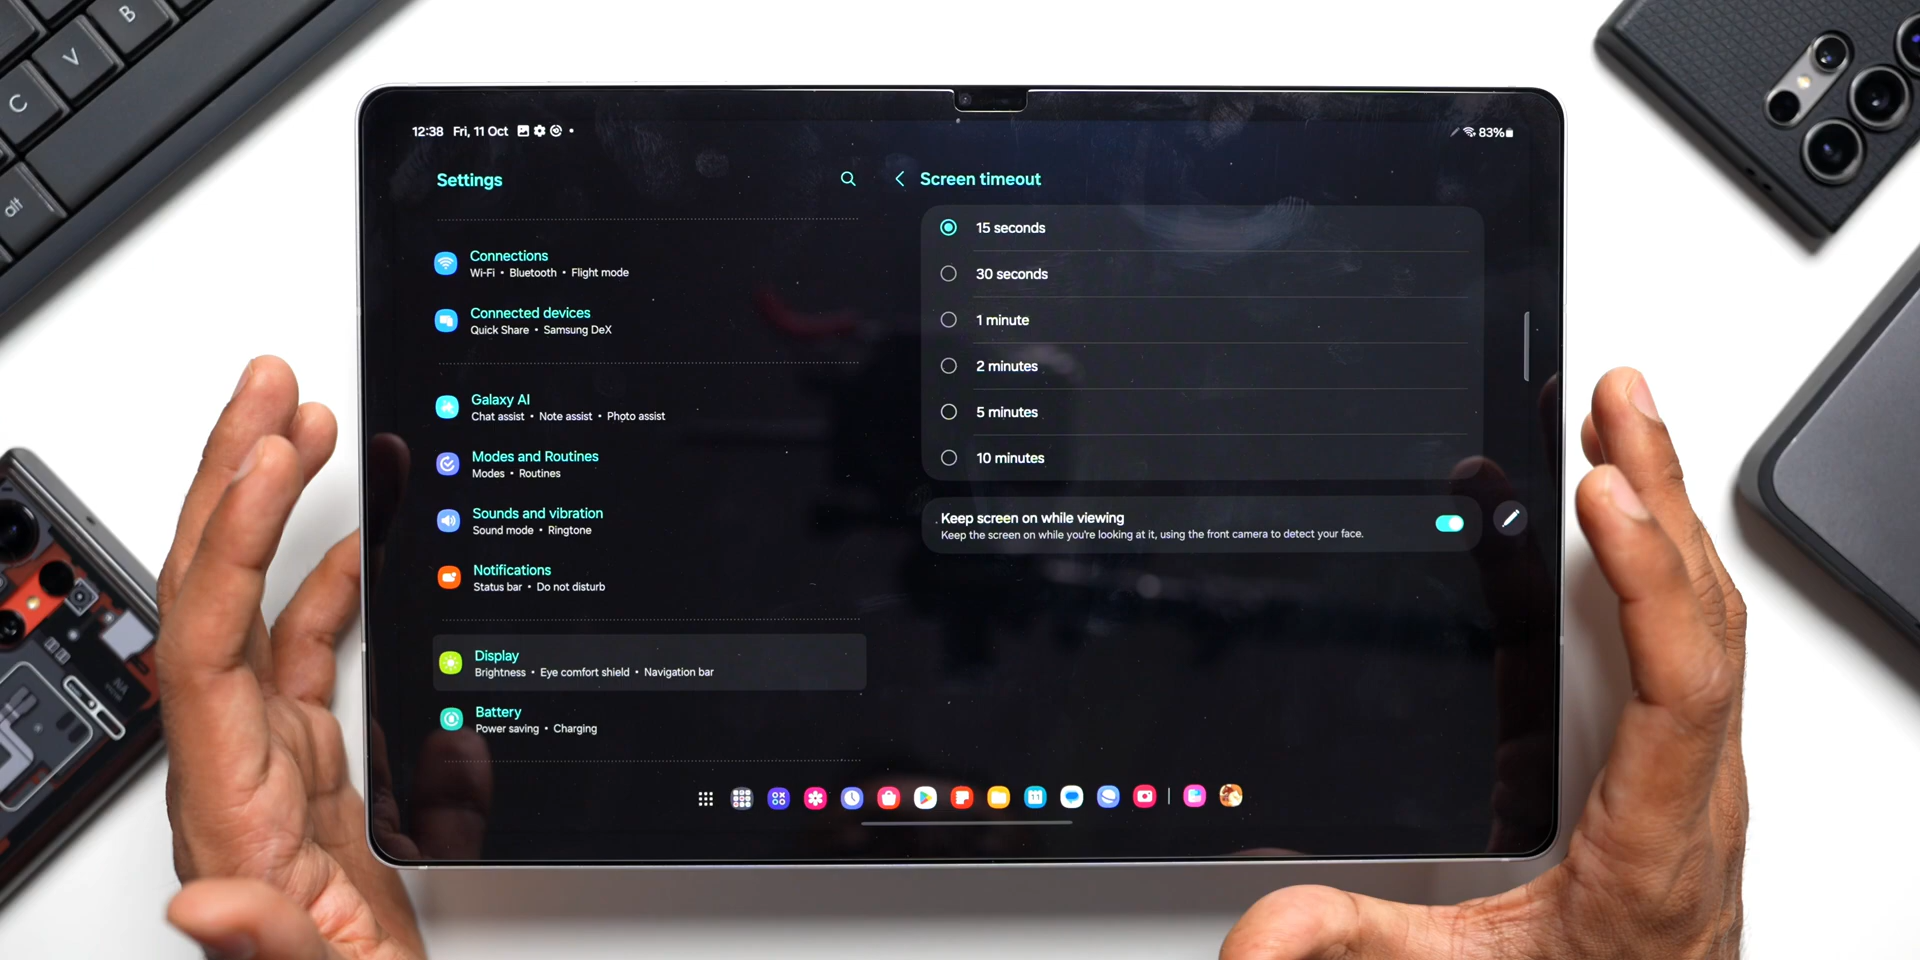 B
V
C
alt
12:38 Fri, 11 Oct
83%
Settings
Connections
Wi-Fi • Bluetooth • Flight mode
Connected devices
Quick Share • Samsung DeX
Galaxy AI
Chat assist • Note assist • Photo assist
Modes and Routines
Modes • Routines
Sounds and vibration
Sound mode • Ringtone
Notifications
Status bar • Do not disturb
Display
Brightness • Eye comfort shield • Navigation bar
Battery
Power saving • Charging
Screen timeout
15 seconds
30 seconds
1 minute
2 minutes
5 minutes
10 minutes
Keep screen on while viewing
Keep the screen on while you're looking at it, using the front camera to detect your face.
11